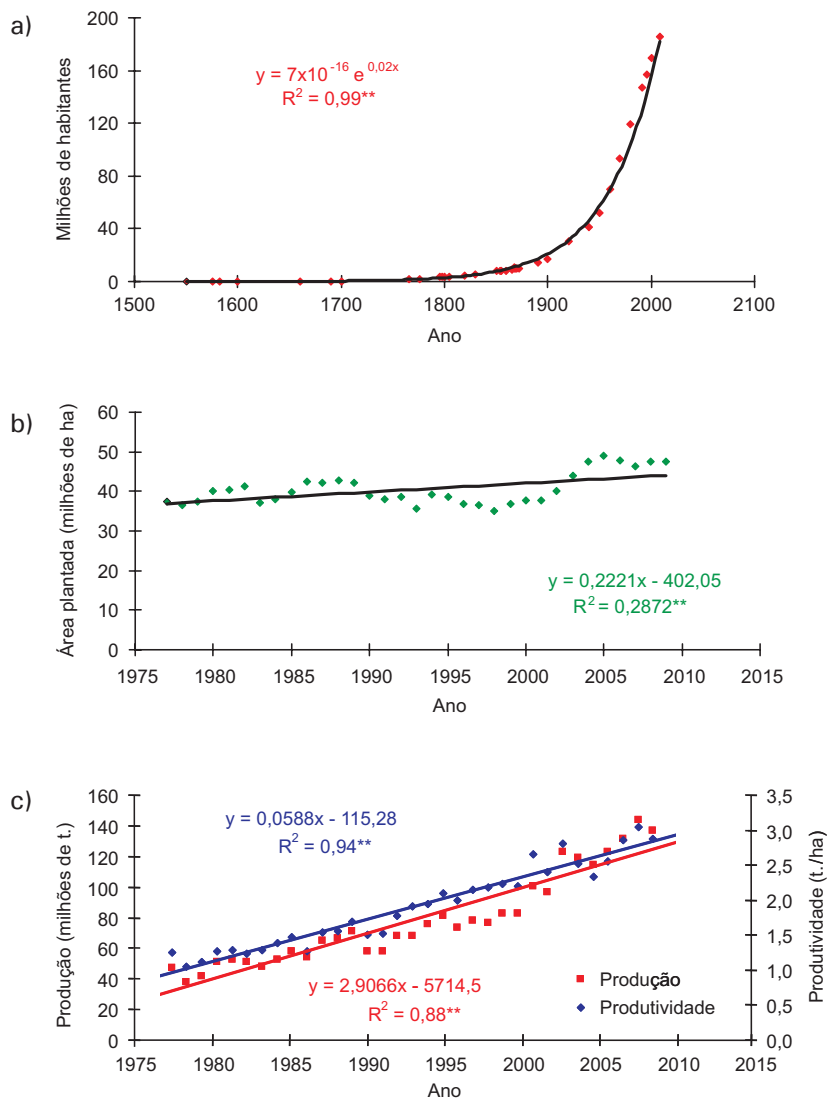 a)
Milhões de habitantes
200
160
120
80
40
0
y = 7x10⁻¹⁶ e⁰,⁰²ˣ
R² = 0,99**
1500 1600 1700 1800 1900 2000 2100
Ano
b)
Área plantada (milhões de ha)
60
50
40
30
20
10
0
y = 0,2221x - 402,05
R² = 0,2872**
1975 1980 1985 1990 1995 2000 2005 2010 2015
Ano
c)
Produção (milhões de t.)
160
140
120
100
80
60
40
20
0
y = 0,0588x - 115,28
R² = 0,94**
y = 2,9066x - 5714,5
R² = 0,88**
Produção
Produtividade
3,5
3,0
2,5
2,0
1,5
1,0
0,5
0,0
Produtividade (t./ha)
1975 1980 1985 1990 1995 2000 2005 2010 2015
Ano